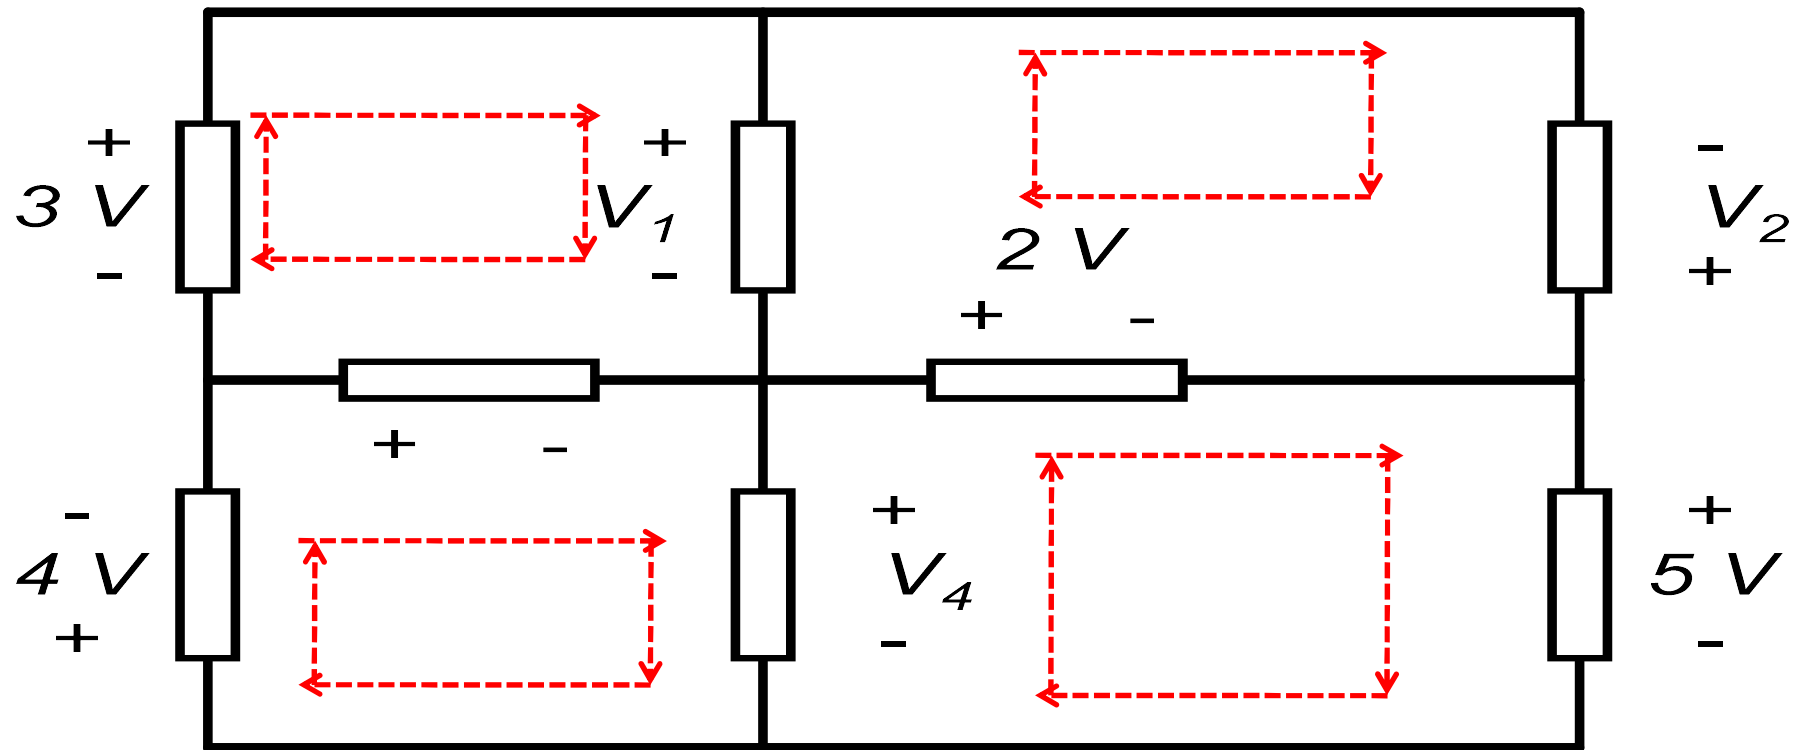 + + -
3 V V1 V2
- - +
2 V
+ -
+ -
- + +
4 V V4 5 V
+ - -